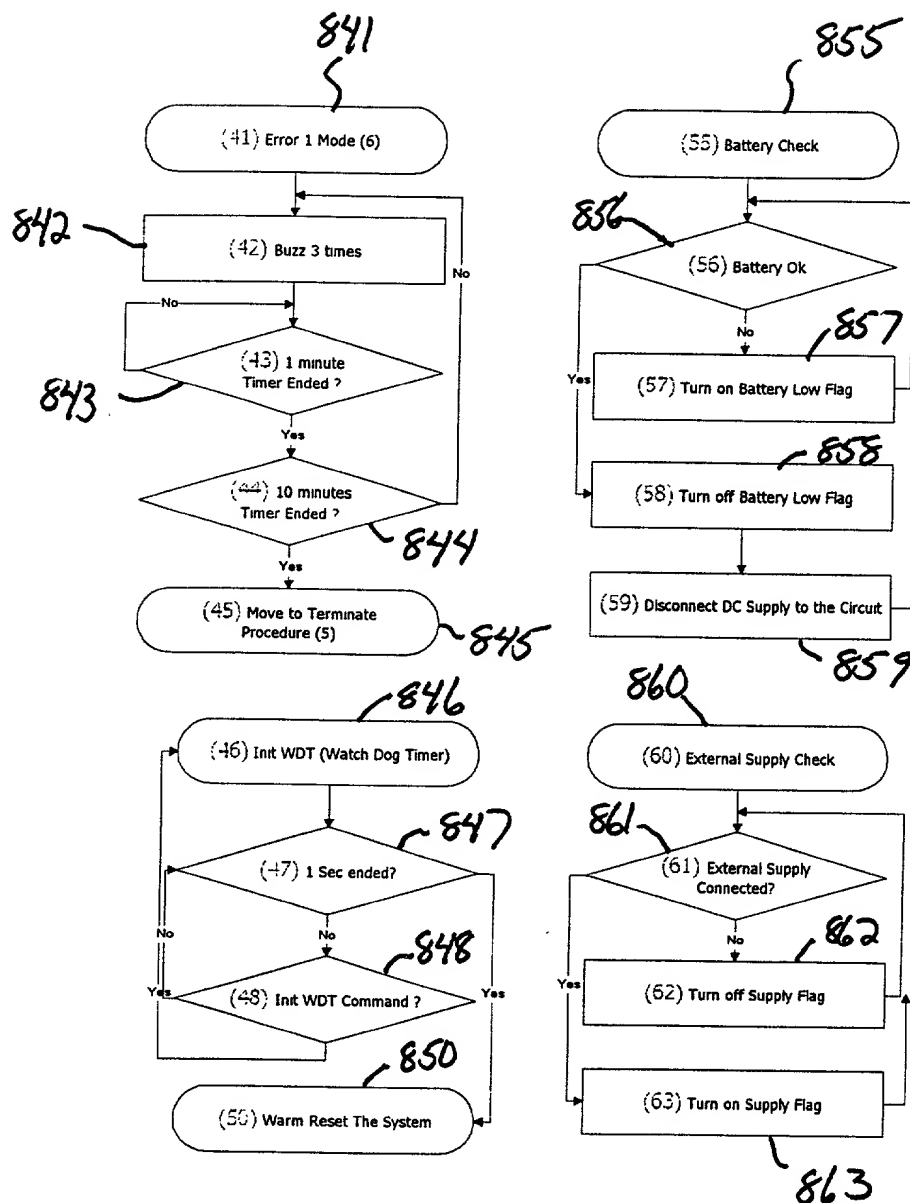 841
(41) Error 1 Mode (6)
842
(42) Buzz 3 times
No
No
(43) 1 minute
Timer Ended ?
843
Yes
(44) 10 minutes
Timer Ended ?
844
Yes
(45) Move to Terminate
Procedure (5)
845
855
(55) Battery Check
856
(56) Battery Ok
No
857
Yes
(57) Turn on Battery Low Flag
858
(58) Turn off Battery Low Flag
(59) Disconnect DC Supply to the Circuit
859
846
(46) Init WDT (Watch Dog Timer)
847
(47) 1 Sec ended?
No
No
848
Yes
(48) Init WDT Command ?
Yes
850
(50) Warm Reset The System
860
(60) External Supply Check
861
(61) External Supply
Connected?
No
862
Yes
(62) Turn off Supply Flag
(63) Turn on Supply Flag
863